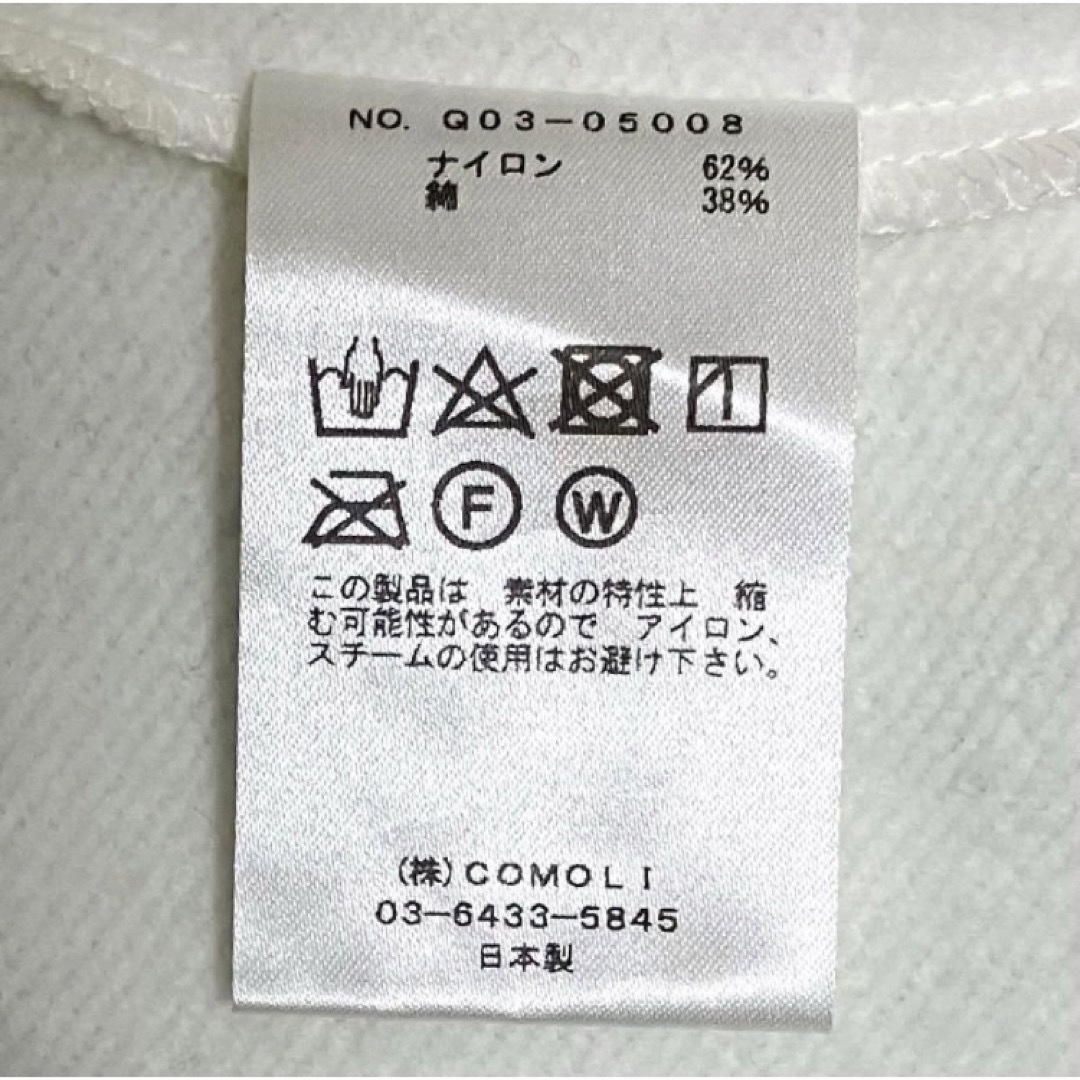 NO. Q03-05008
ナイロン 62%
綿 38%
F W
この製品は 素材の特性上 縮
む可能性があるので アイロン、
スチームの使用はお避け下さい。
(株)COMOLI
03-6433-5845
日本製